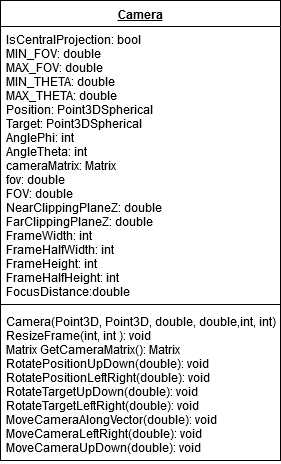 Camera
IsCentralProjection: bool
MIN_FOV: double
MAX_FOV: double
MIN_THETA: double
MAX_THETA: double
Position: Point3DSpherical
Target: Point3DSpherical
AnglePhi: int
AngleTheta: int
cameraMatrix: Matrix
fov: double
FOV: double
NearClippingPlaneZ: double
FarClippingPlaneZ: double
FrameWidth: int
FrameHalfWidth: int
FrameHeight: int
FrameHalfHeight: int
FocusDistance:double
Camera(Point3D, Point3D, double, double,int, int)
ResizeFrame(int, int ): void
Matrix GetCameraMatrix(): Matrix
RotatePositionUpDown(double): void
RotatePositionLeftRight(double): void
RotateTargetUpDown(double): void
RotateTargetLeftRight(double): void
MoveCameraAlongVector(double): void
MoveCameraLeftRight(double): void
MoveCameraUpDown(double): void